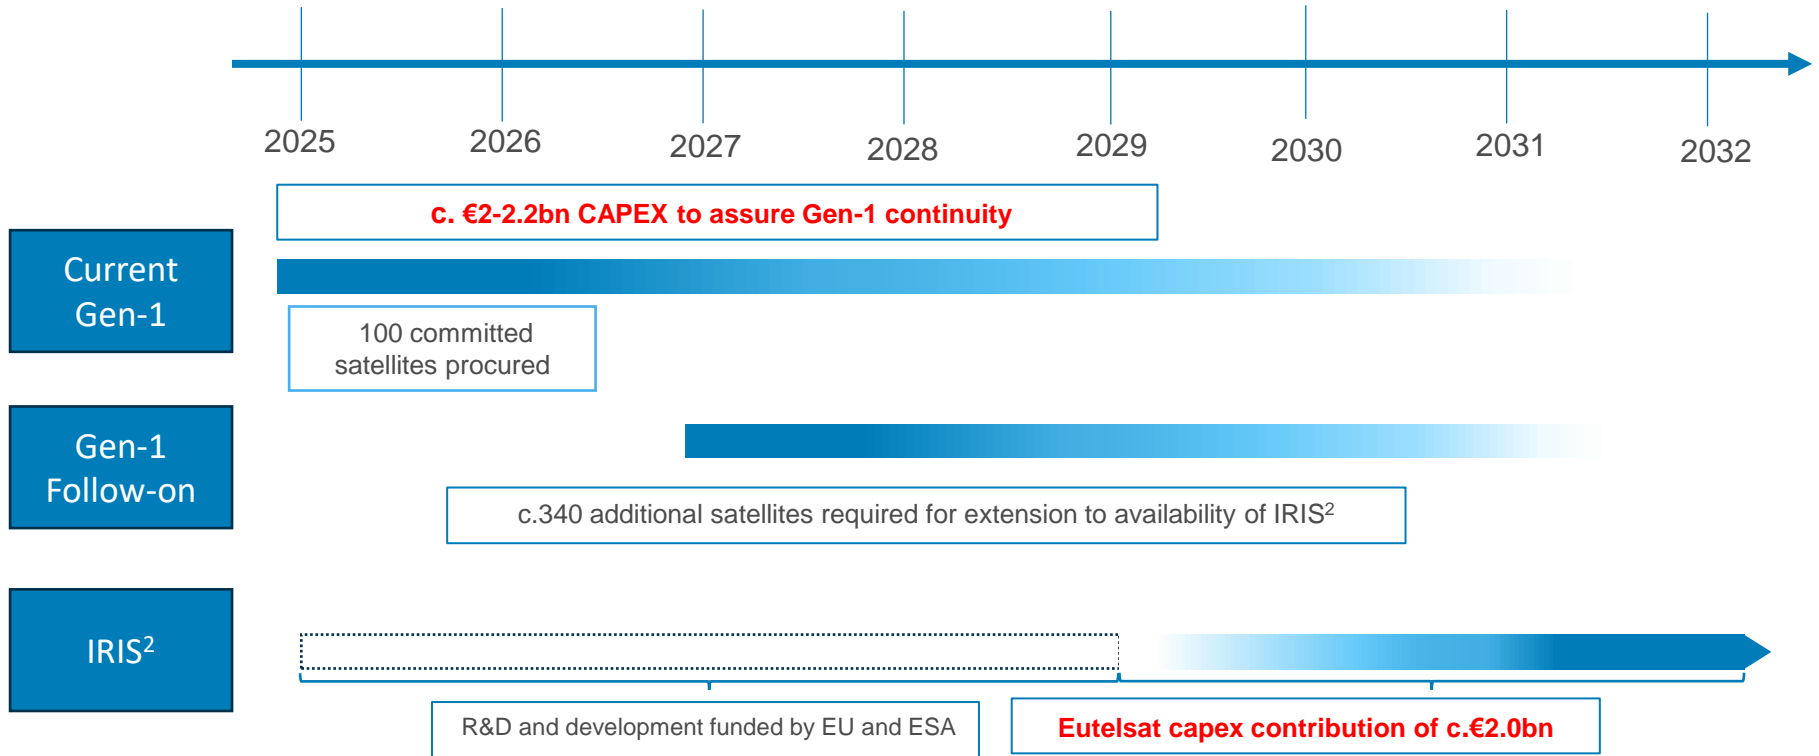 2025 2026 2027 2028 2029 2030 2031 2032
c. €2-2.2bn CAPEX to assure Gen-1 continuity
Current
Gen-1
100 committed
satellites procured
Gen-1
Follow-on
c.340 additional satellites required for extension to availability of IRIS²
IRIS²
R&D and development funded by EU and ESA
Eutelsat capex contribution of c.€2.0bn